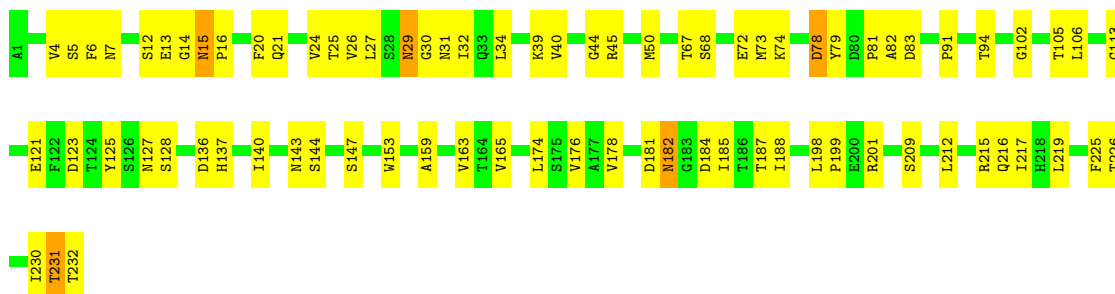 A1 V4 S5 F6 N7 S12 E13 G14 N15 P16 F20 Q21 V24 T25 V26 L27 S28 N29 G30 N31 I32 Q33 L34 K39 V40 G44 R45 M50 T67 S68 E72 M73 K74 D78 Y79 D80 P81 A82 D83 P91 T94 G102 T105 L106
E121 F122 D123 T124 Y125 S126 N127 S128 D136 H137 I140 N143 S144 S147 W153 A159 V163 T164 V165 L174 S175 V176 A177 V178 D181 N182 G183 D184 I185 T186 T187 I188 L198 P199 E200 R201 S209 L212 R215 Q216 I217 H218 L219 F225
I230 T231 T232